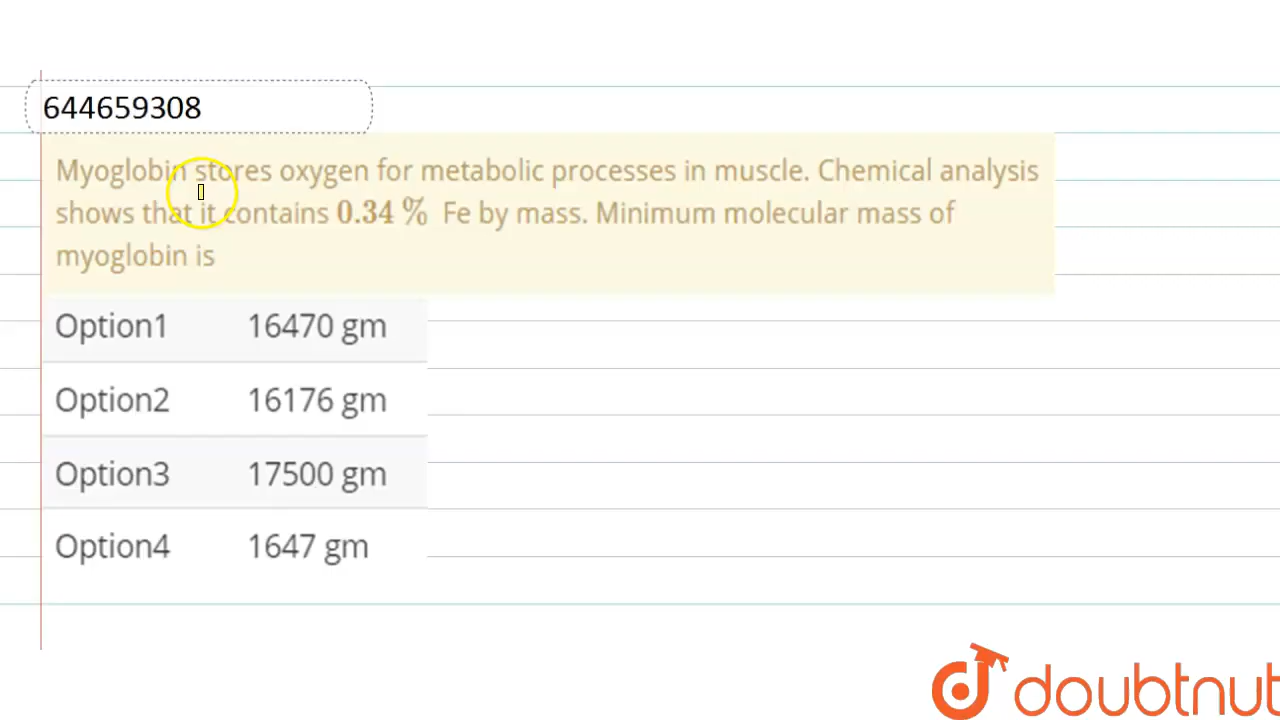 644659308
Myoglobin stores oxygen for metabolic processes in muscle. Chemical analysis
shows that it contains 0.34 % Fe by mass. Minimum molecular mass of
myoglobin is
Option1 16470 gm
Option2 16176 gm
Option3 17500 gm
Option4 1647 gm
doubtnut